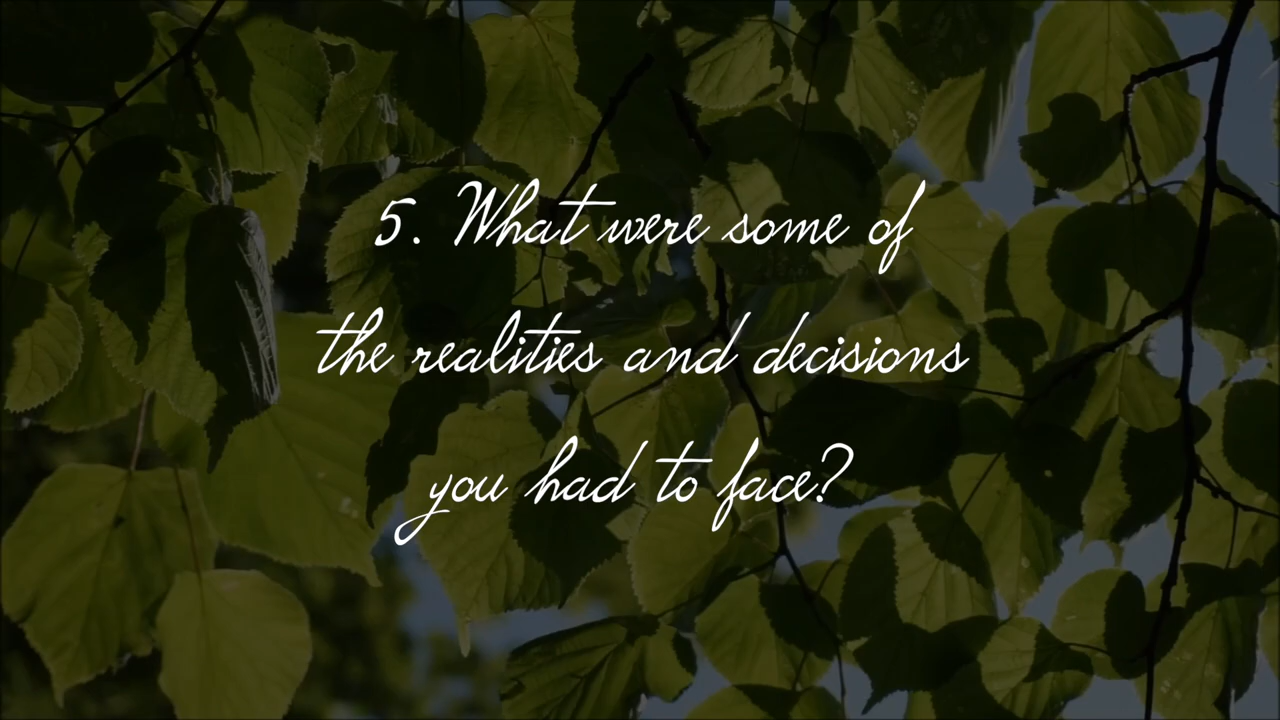 5. What were some of
the realities and decisions
you had to face?